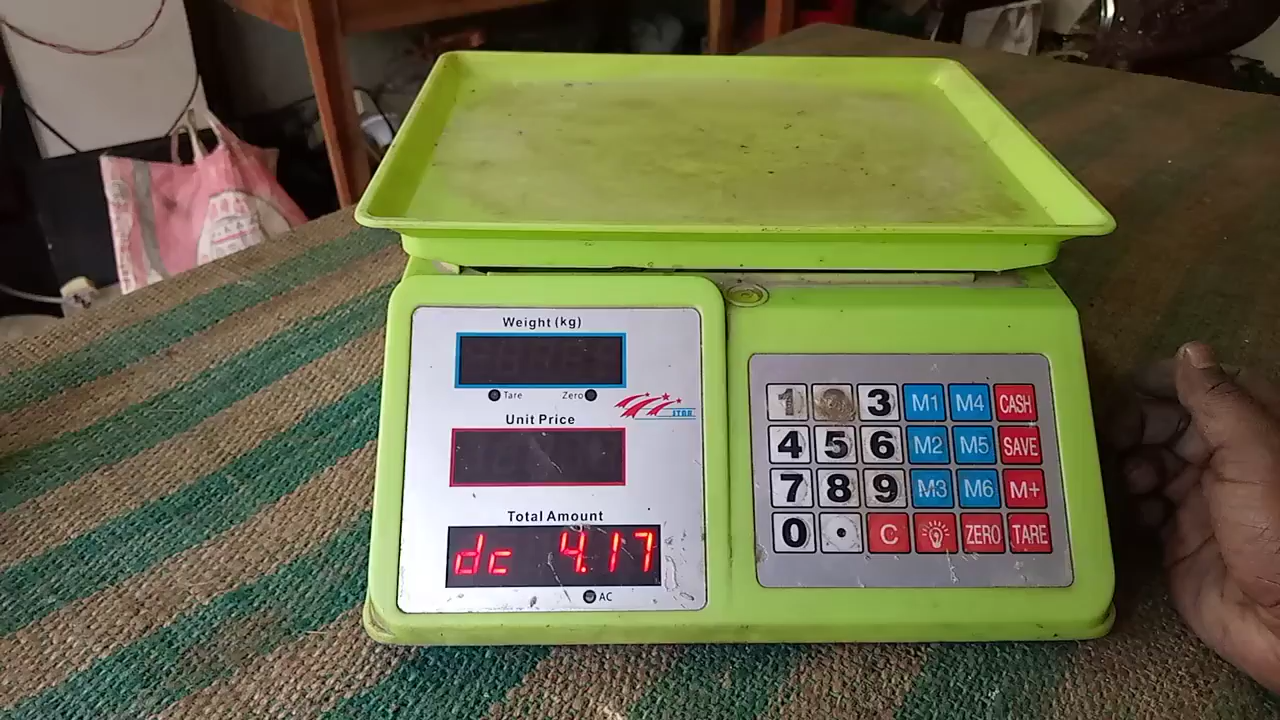 Weight (kg)
Tare Zero
STAR
Unit Price
Total Amount
dc 4.17
AC
1 3 M1 M4 CASH
4 5 6 M2 M5 SAVE
7 8 9 M3 M6 M+
0 . C ZERO TARE